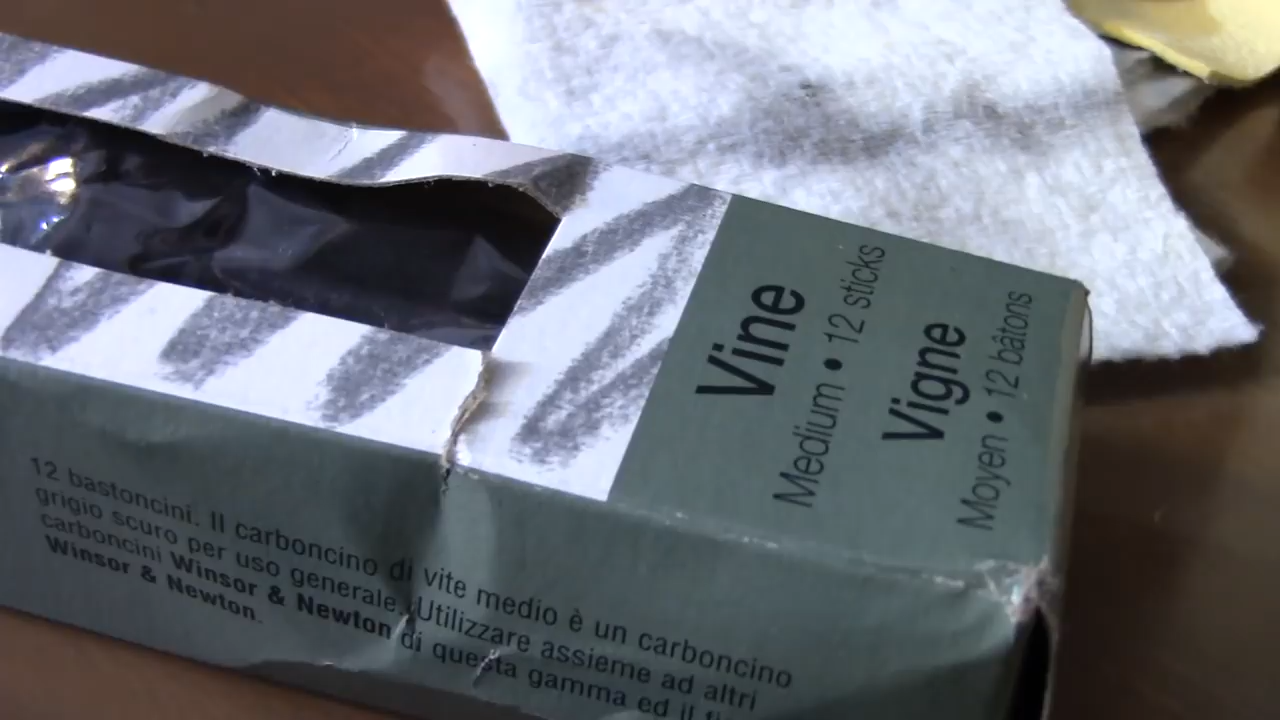 Vine
Medium • 12 sticks
Vigne
Moyen • 12 bâtons
12 bastoncini. Il carboncino di vite medio è un carboncino
grigio scuro per uso generale. Utilizzare assieme ad altri
carboncini Winsor & Newton di questa gamma ed il
Winsor & Newton.